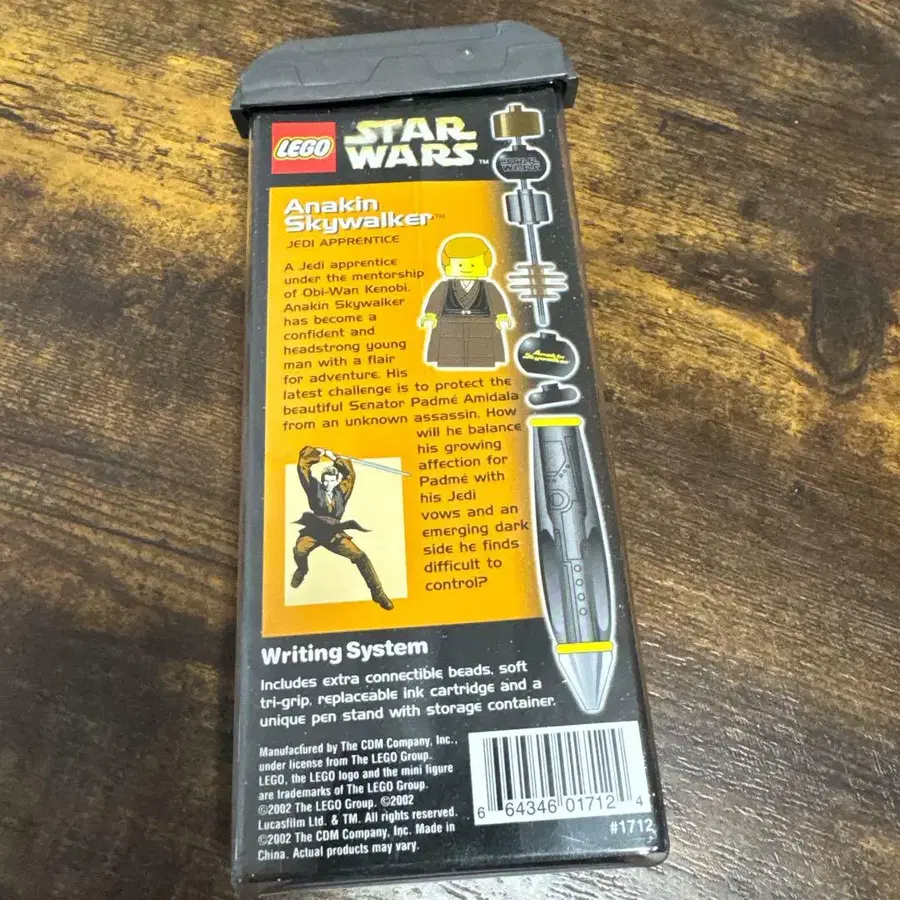 LEGO
STAR
WARS™
STAR
WARS
Anakin
Skywalker™
JEDI APPRENTICE
A Jedi apprentice
under the mentorship
of Obi-Wan Kenobi.
Anakin Skywalker
has become a
confident and
headstrong young
man with a flair
for adventure. His
latest challenge is to protect the
beautiful Senator Padmé Amidala
from an unknown assassin. How
will he balance
his growing
affection for
Padmé with
his Jedi
vows and an
emerging dark
side he finds
difficult to
control?
Anakin
Skywalker
Writing System
Includes extra connectible beads, soft
tri-grip, replaceable ink cartridge and a
unique pen stand with storage container.
Manufactured by The CDM Company, Inc.,
under license from The LEGO Group.
LEGO, the LEGO logo and the mini figure
are trademarks of The LEGO Group.
©2002 The LEGO Group. ©2002
Lucasfilm Ltd. & TM. All rights reserved.
©2002 The CDM Company, Inc. Made in
China. Actual products may vary.
6 64346 01712 4
#1712